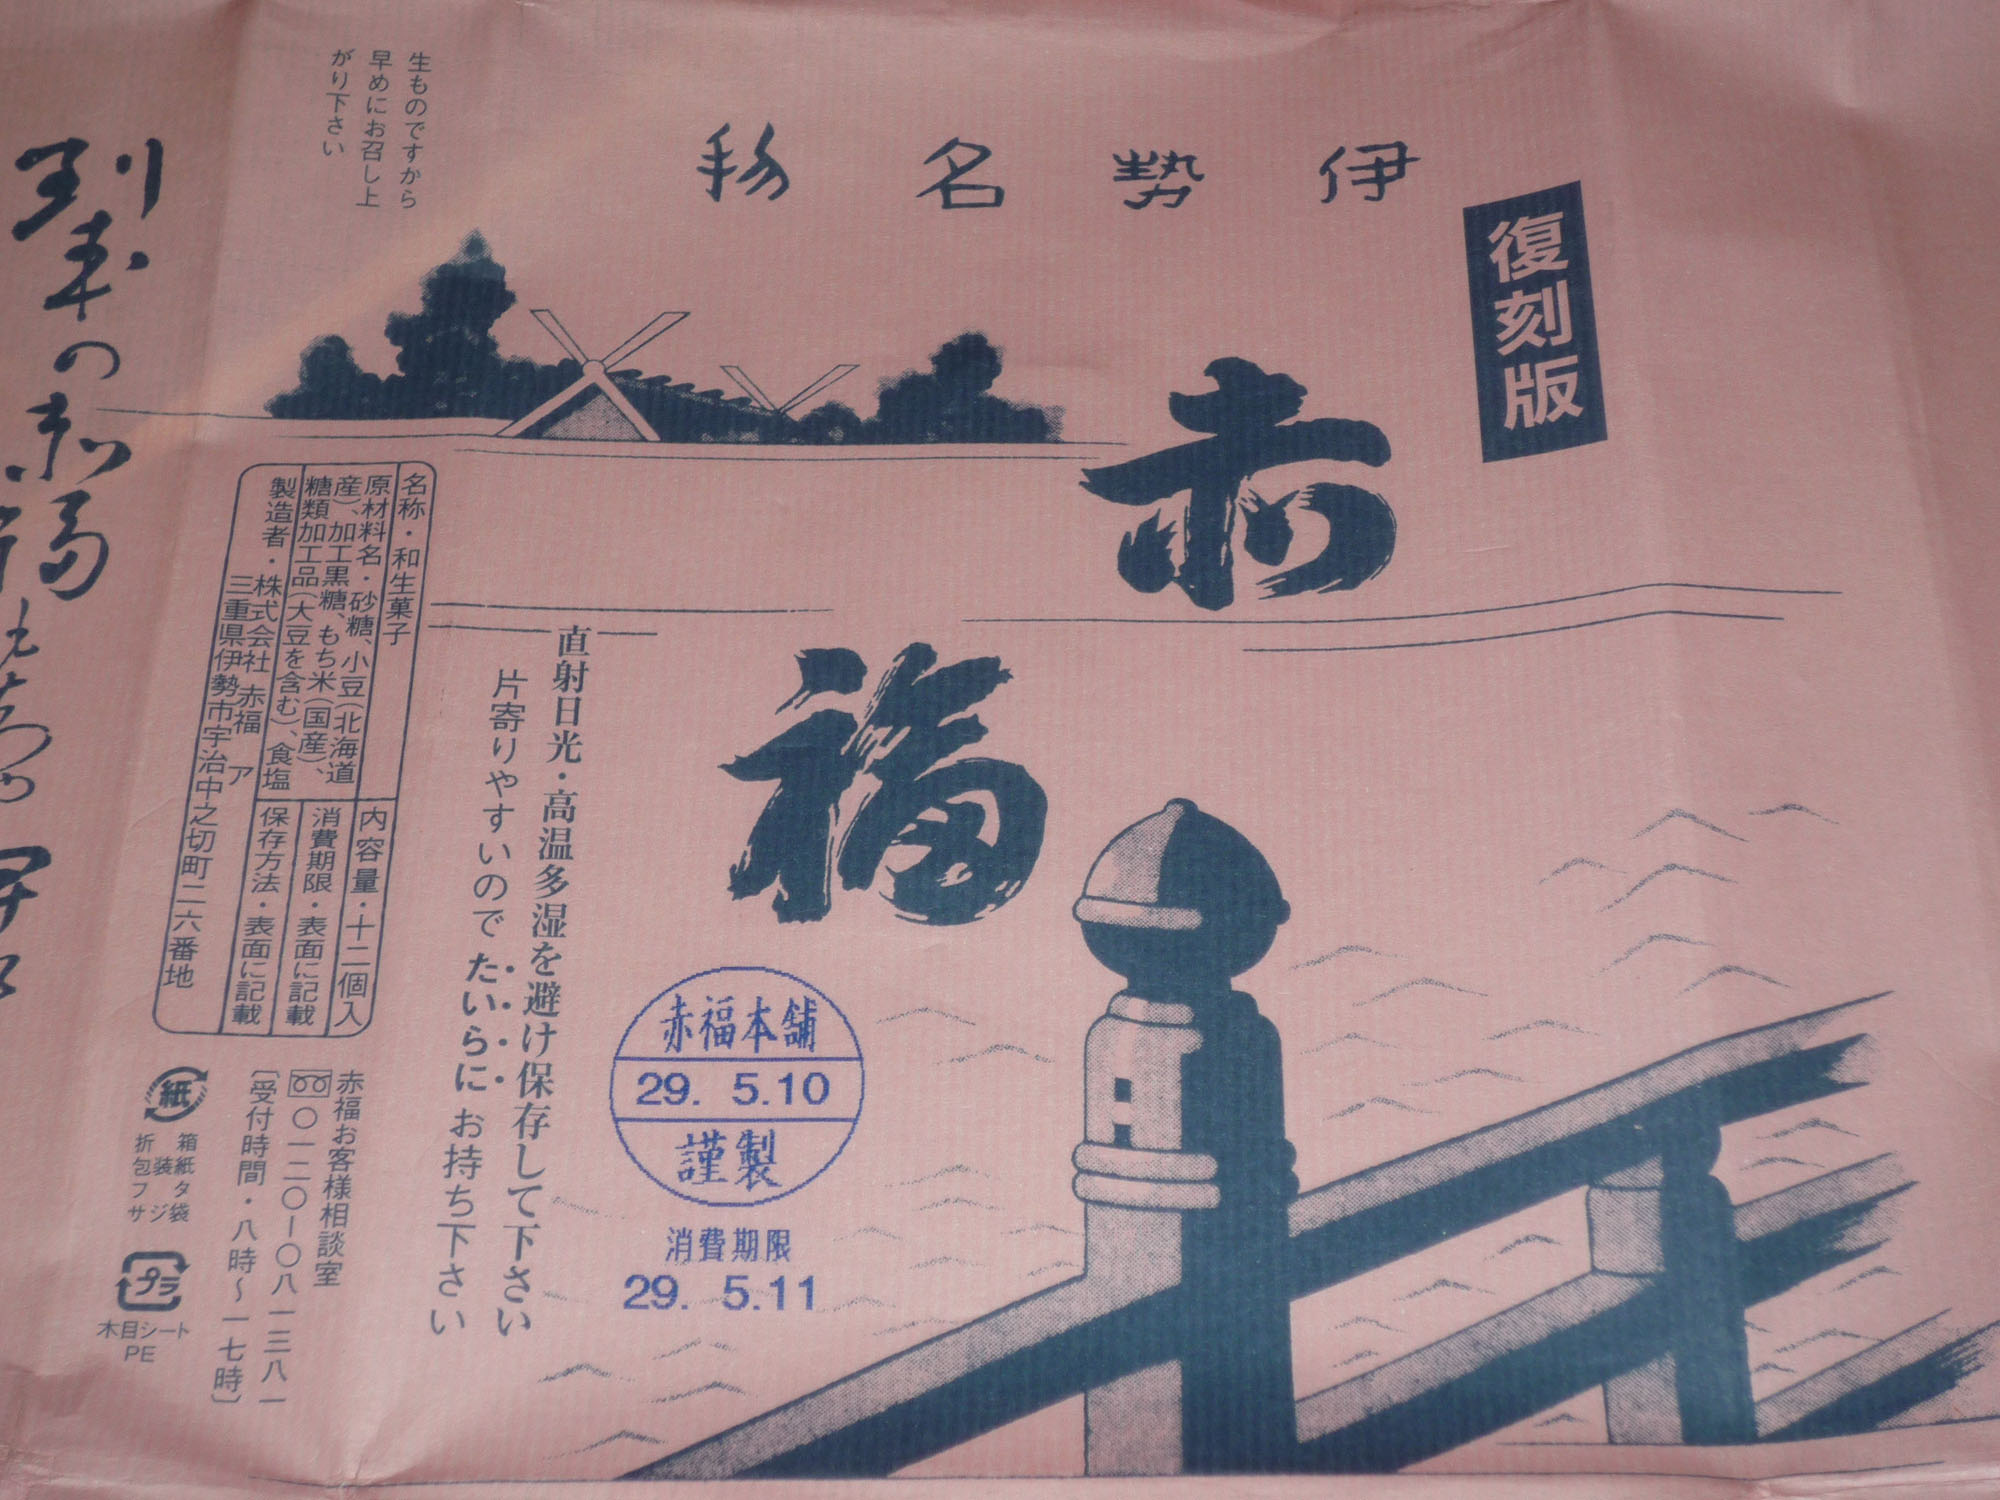 伊勢名物
復刻版
赤
福
生ものですから
早めにお召し上
がり下さい
直射日光・高温多湿を避け保存して下さい
片寄りやすいのでたいらにお持ち下さい
名称・和生菓子
原材料名・砂糖、小豆(北海道
産)、加工黒糖、もち米(国産)、
糖類加工品(大豆を含む)、食塩
内容量・十二個入
消費期限・表面に記載
保存方法・表面に記載
製造者・株式会社 赤福 ア
三重県伊勢市宇治中之切町二六番地
赤福本舗
29. 5.10
謹製
消費期限
29. 5.11
赤福お客様相談室
〇一二〇ー〇八一三八一
〔受付時間・八時〜一七時〕
紙
折 箱
包装紙
フタ
サジ袋
プラ
木目シート
PE